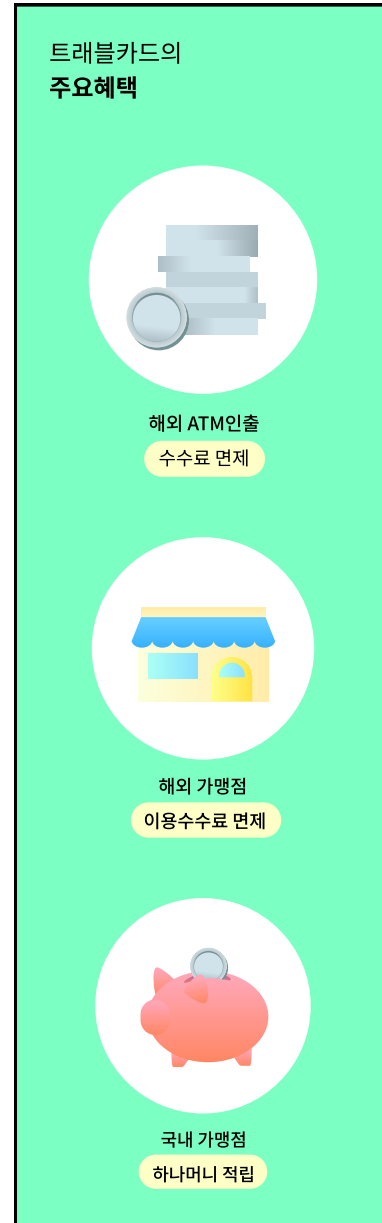 트래블카드의
주요혜택
해외 ATM인출
수수료 면제
해외 가맹점
이용수수료 면제
국내 가맹점
하나머니 적립